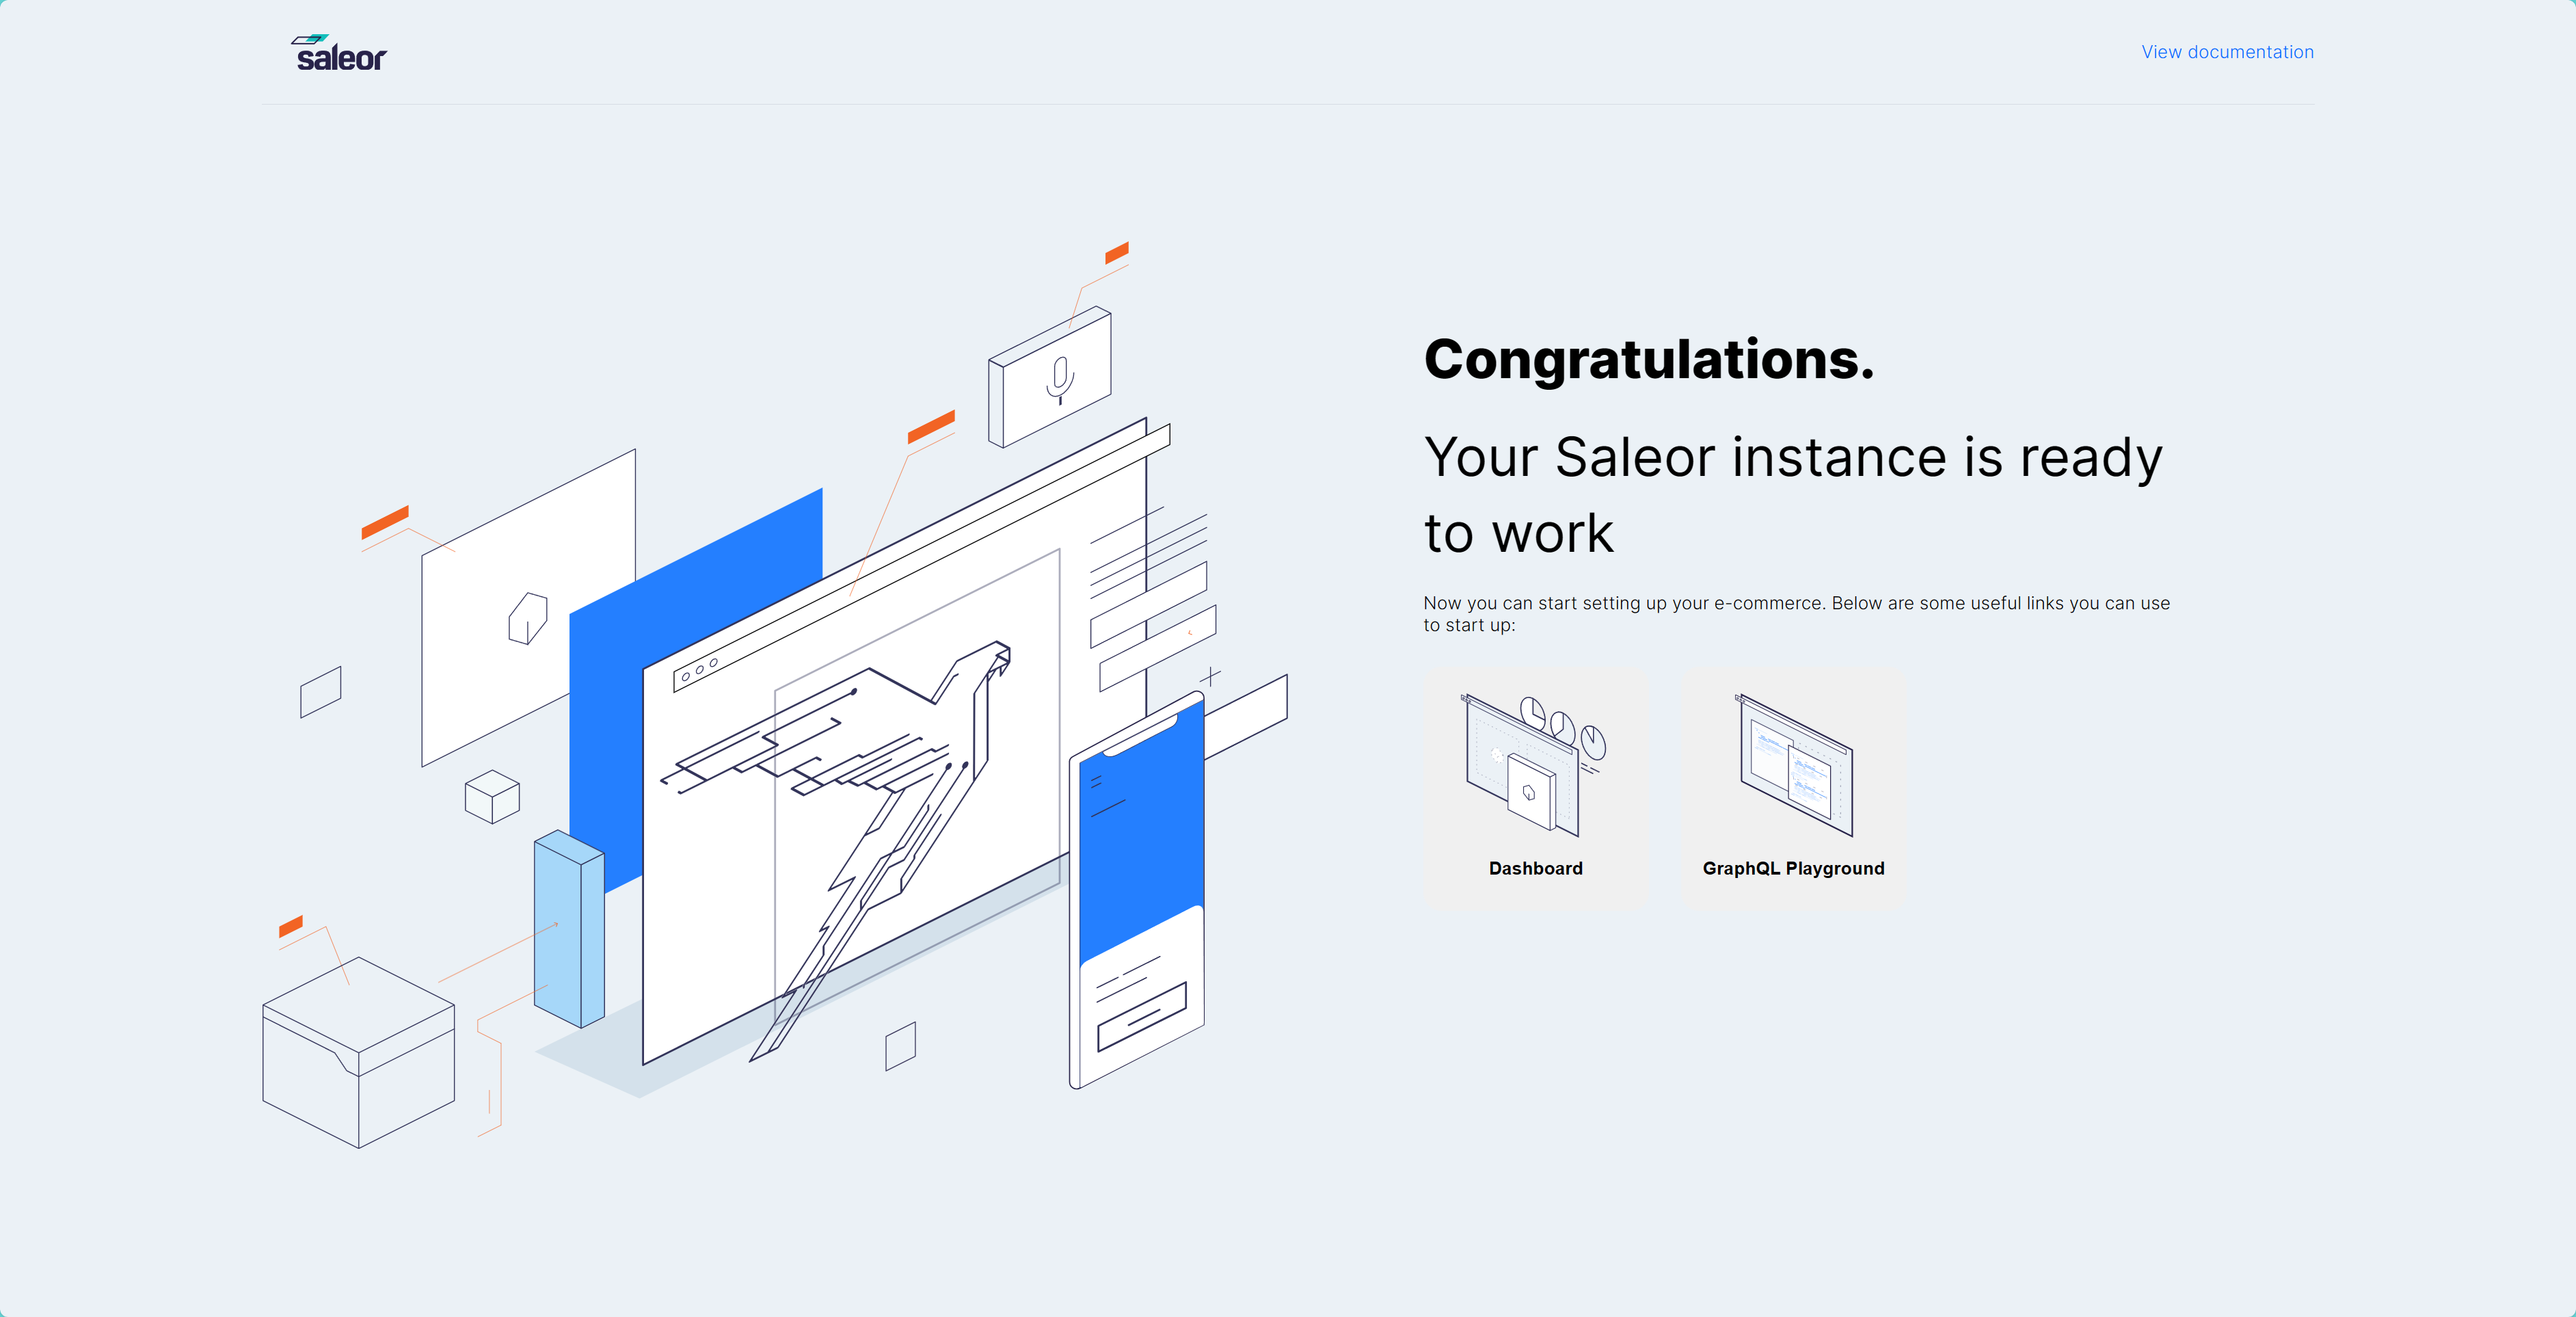 saleor
View documentation
Congratulations.
Your Saleor instance is ready
to work
Now you can start setting up your e-commerce. Below are some useful links you can use
to start up:
Dashboard
GraphQL Playground